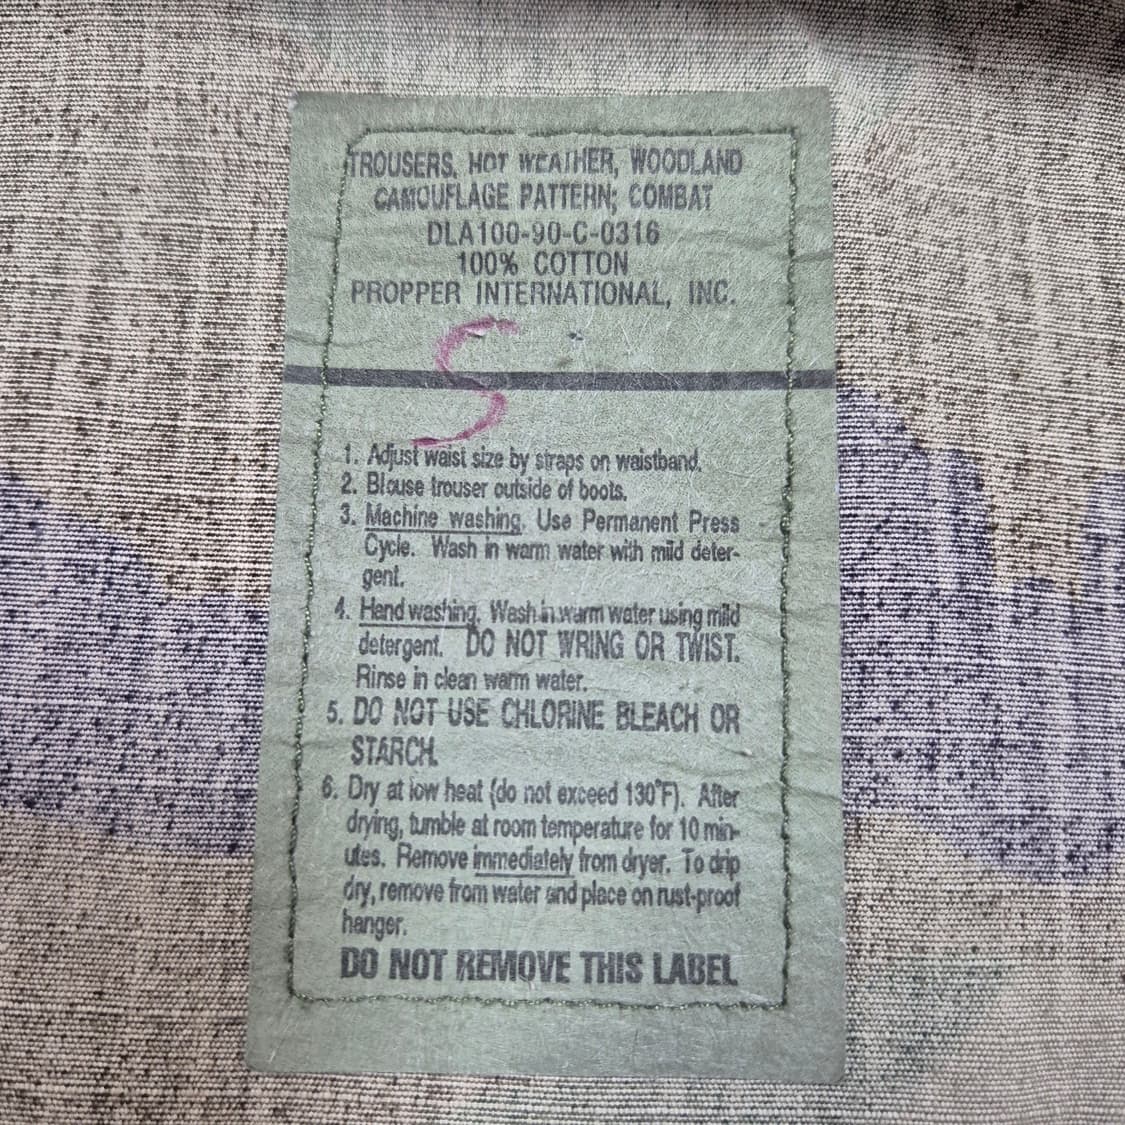 TROUSERS, HOT WEATHER, WOODLAND
CAMOUFLAGE PATTERN; COMBAT
DLA100-90-C-0316
100% COTTON
PROPPER INTERNATIONAL, INC.
S
1. Adjust waist size by straps on waistband.
2. Blouse trouser outside of boots.
3. Machine washing. Use Permanent Press
Cycle. Wash in warm water with mild deter-
gent.
4. Hand washing. Wash in warm water using mild
detergent. DO NOT WRING OR TWIST.
Rinse in clean warm water.
5. DO NOT USE CHLORINE BLEACH OR
STARCH.
6. Dry at low heat (do not exceed 130°F). After
drying, tumble at room temperature for 10 min-
utes. Remove immediately from dryer. To drip
dry, remove from water and place on rust-proof
hanger.
DO NOT REMOVE THIS LABEL